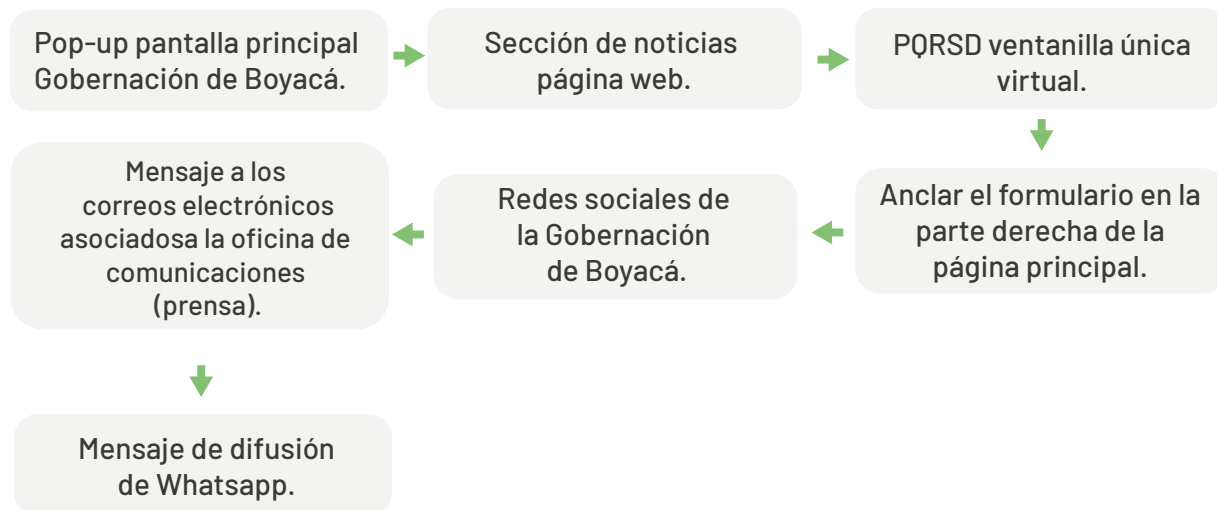 Pop-up pantalla principal
Gobernación de Boyacá.
Sección de noticias
página web.
PQRSD ventanilla única
virtual.
Anclar el formulario en la
parte derecha de la
página principal.
Redes sociales de
la Gobernación
de Boyacá.
Mensaje a los
correos electrónicos
asociadosa la oficina de
comunicaciones
(prensa).
Mensaje de difusión
de Whatsapp.